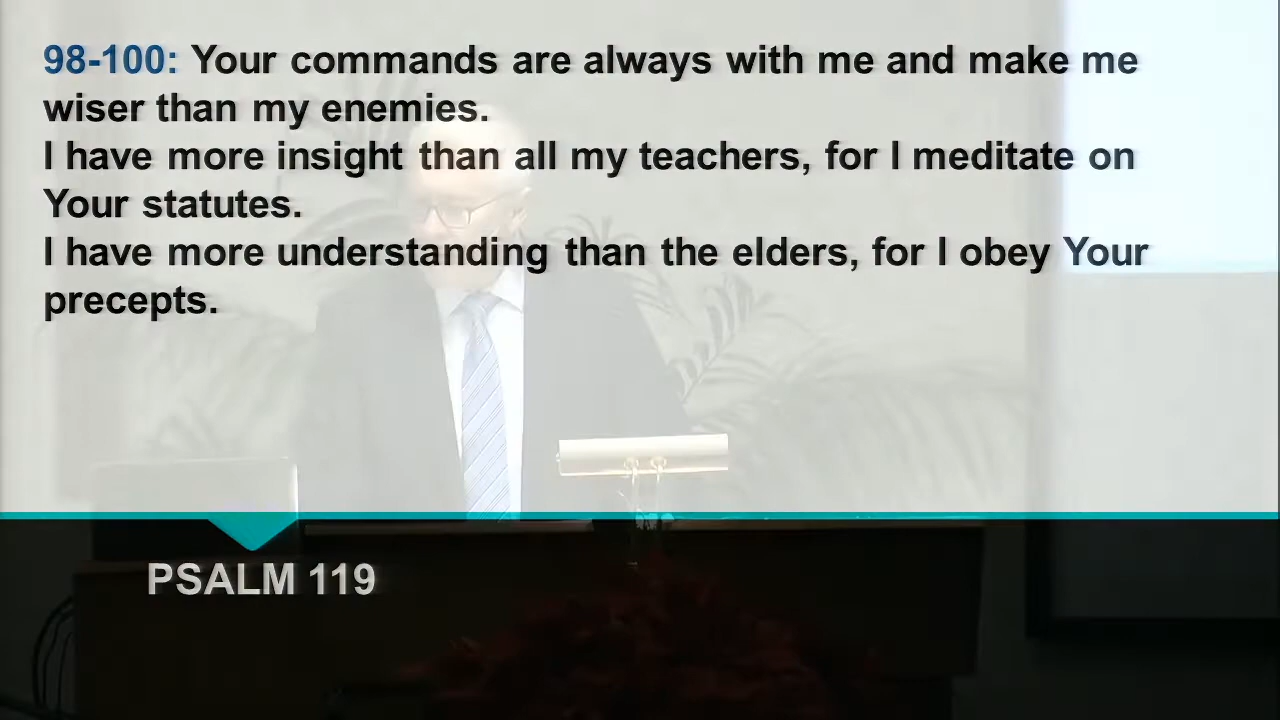 98-100: Your commands are always with me and make me
wiser than my enemies.
I have more insight than all my teachers, for I meditate on
Your statutes.
I have more understanding than the elders, for I obey Your
precepts.
PSALM 119